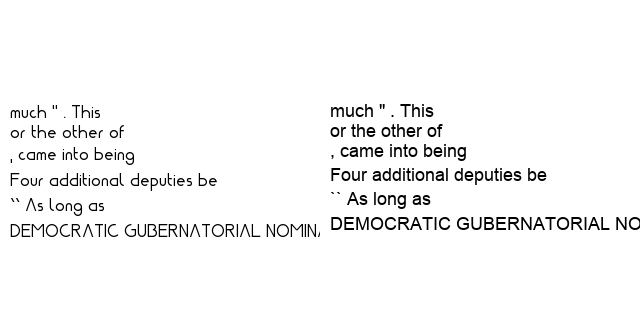 much " . This
or the other of
, came into being
Four additional deputies be
`` As long as
DEMOCRATIC GUBERNATORIAL NOMINA
much " . This
or the other of
, came into being
Four additional deputies be
`` As long as
DEMOCRATIC GUBERNATORIAL NO